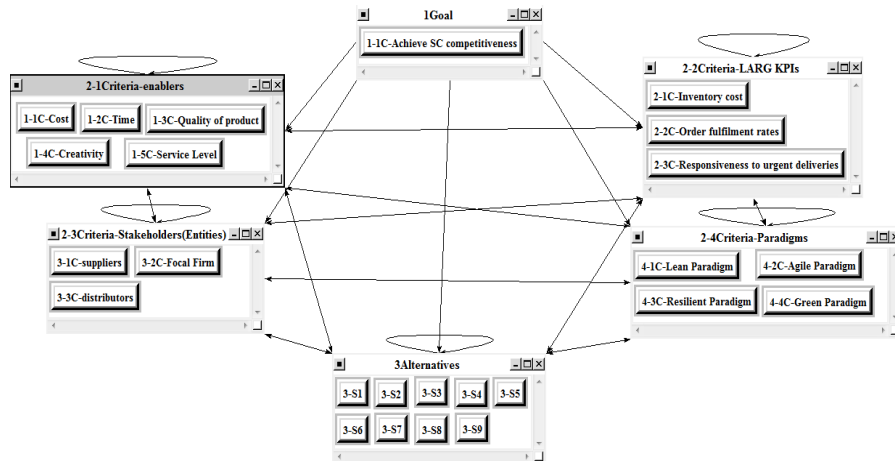 1Goal
1-1C-Achieve SC competitiveness
2-1Criteria-enablers
1-1C-Cost
1-2C-Time
1-3C-Quality of product
1-4C-Creativity
1-5C-Service Level
2-2Criteria-LARG KPIs
2-1C-Inventory cost
2-2C-Order fulfilment rates
2-3C-Responsiveness to urgent deliveries
2-3Criteria-Stakeholders(Entities)
3-1C-suppliers
3-2C-Focal Firm
3-3C-distributors
2-4Criteria-Paradigms
4-1C-Lean Paradigm
4-2C-Agile Paradigm
4-3C-Resilient Paradigm
4-4C-Green Paradigm
3Alternatives
3-S1
3-S2
3-S3
3-S4
3-S5
3-S6
3-S7
3-S8
3-S9